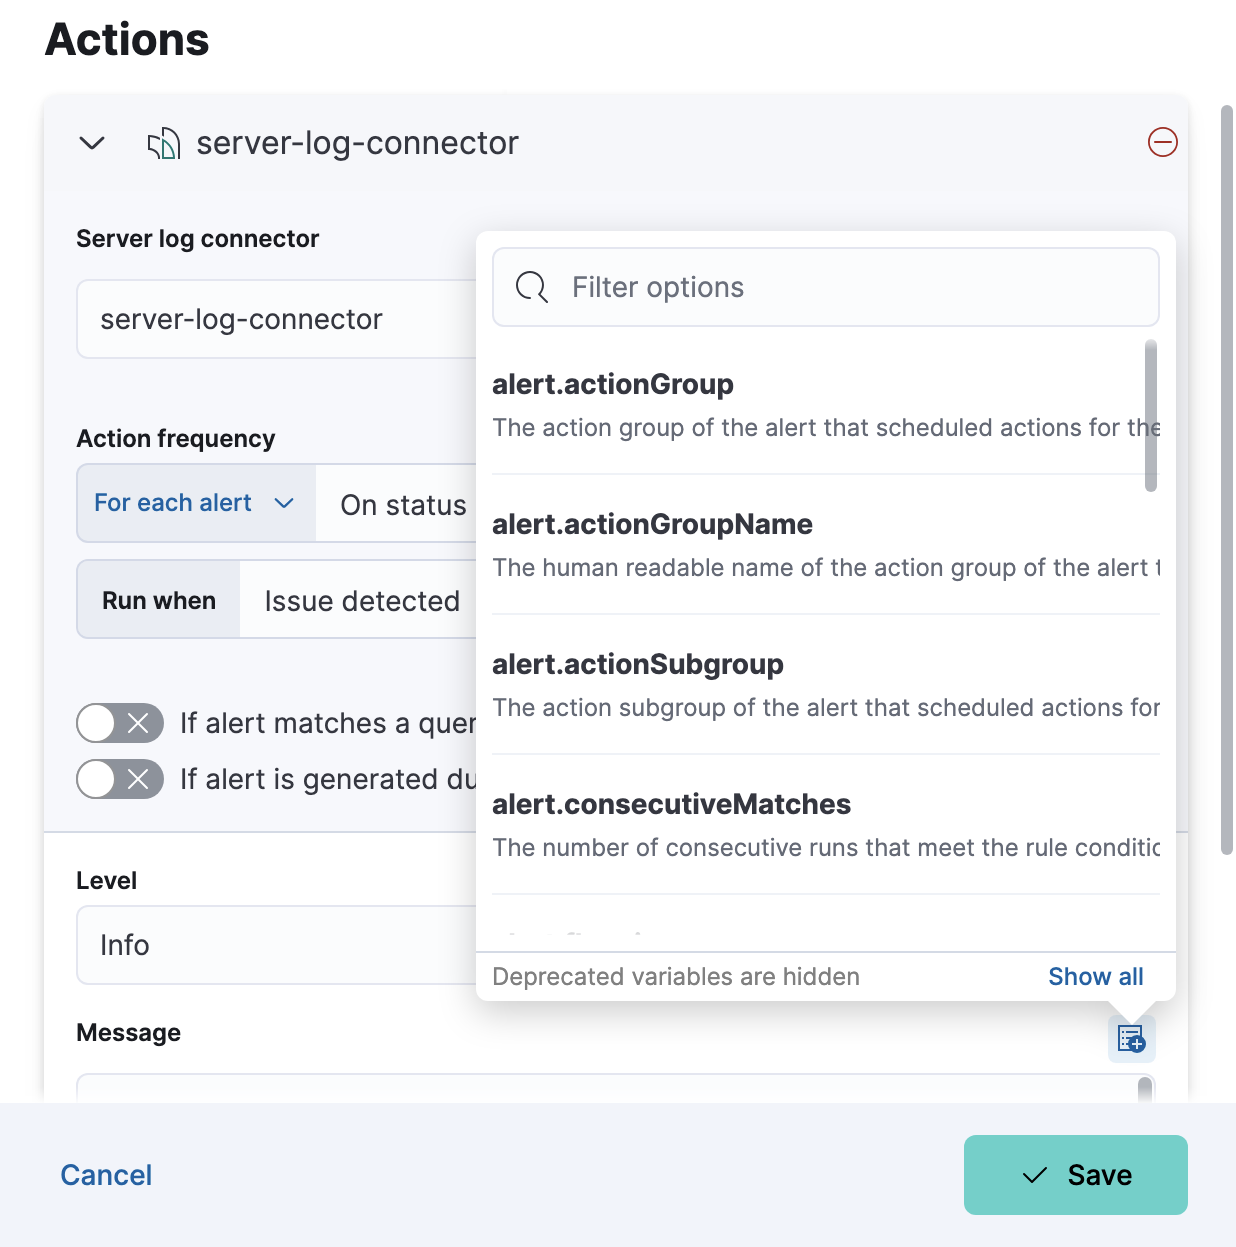 Actions
server-log-connector
Server log connector
server-log-connector
Action frequency
For each alert
On status
Run when
Issue detected
If alert matches a quer
If alert is generated du
Level
Info
Message
Filter options
alert.actionGroup
The action group of the alert that scheduled actions for the
alert.actionGroupName
The human readable name of the action group of the alert t
alert.actionSubgroup
The action subgroup of the alert that scheduled actions for
alert.consecutiveMatches
The number of consecutive runs that meet the rule conditic
Deprecated variables are hidden
Show all
Cancel
Save